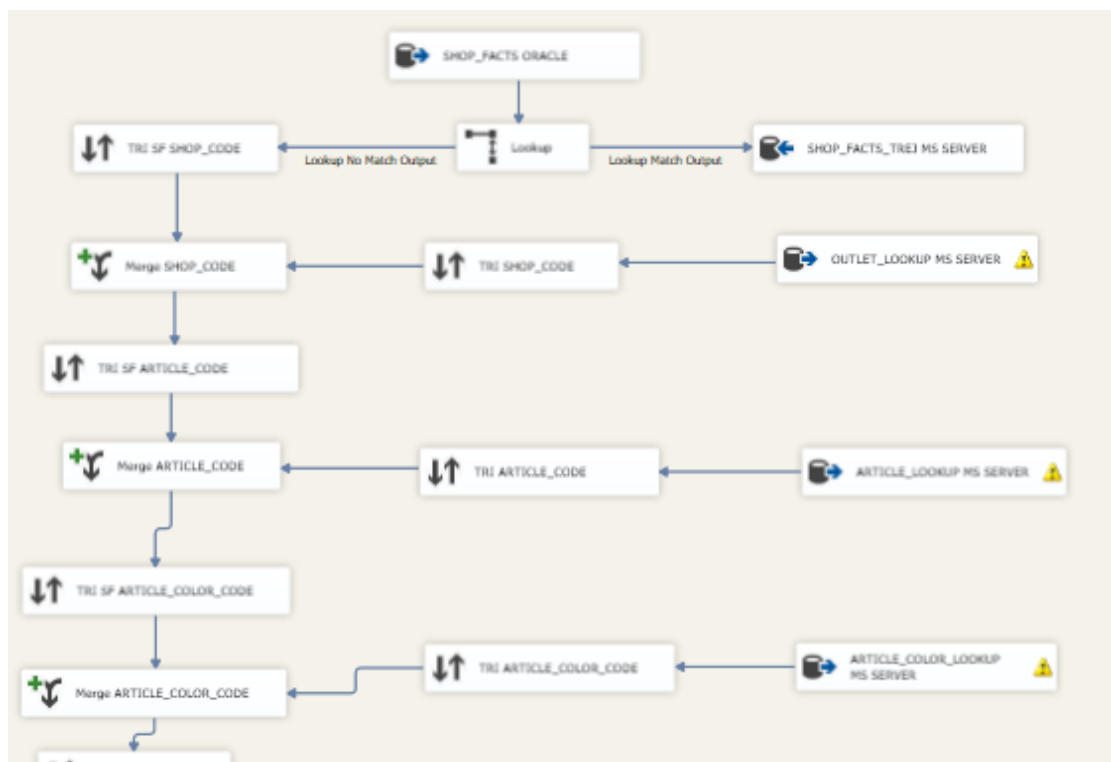 SHOP_FACTS ORACLE
TRI SF SHOP_CODE
Lookup No Match Output
Lookup
Lookup Match Output
SHOP_FACTS_TREJ MS SERVER
Merge SHOP_CODE
TRI SHOP_CODE
OUTLET_LOOKUP MS SERVER
TRI SF ARTICLE_CODE
Merge ARTICLE_CODE
TRI ARTICLE_CODE
ARTICLE_LOOKUP MS SERVER
TRI SF ARTICLE_COLOR_CODE
Merge ARTICLE_COLOR_CODE
TRI ARTICLE_COLOR_CODE
ARTICLE_COLOR_LOOKUP
MS SERVER